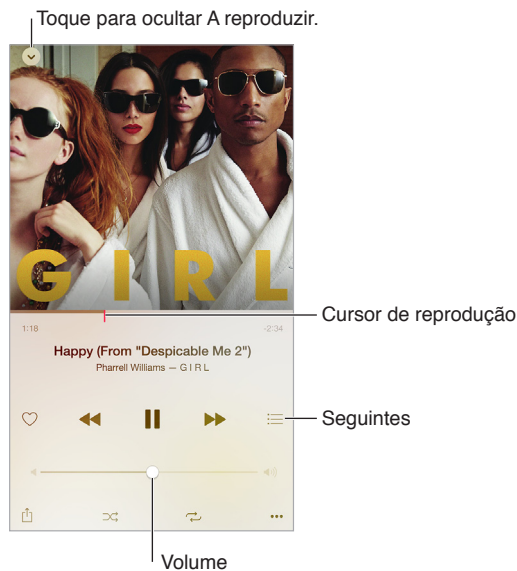 Toque para ocultar A reproduzir.
G I R L
Cursor de reprodução
1:18 -2:34
Happy (From "Despicable Me 2")
Pharrell Williams — G I R L
Seguintes
Volume